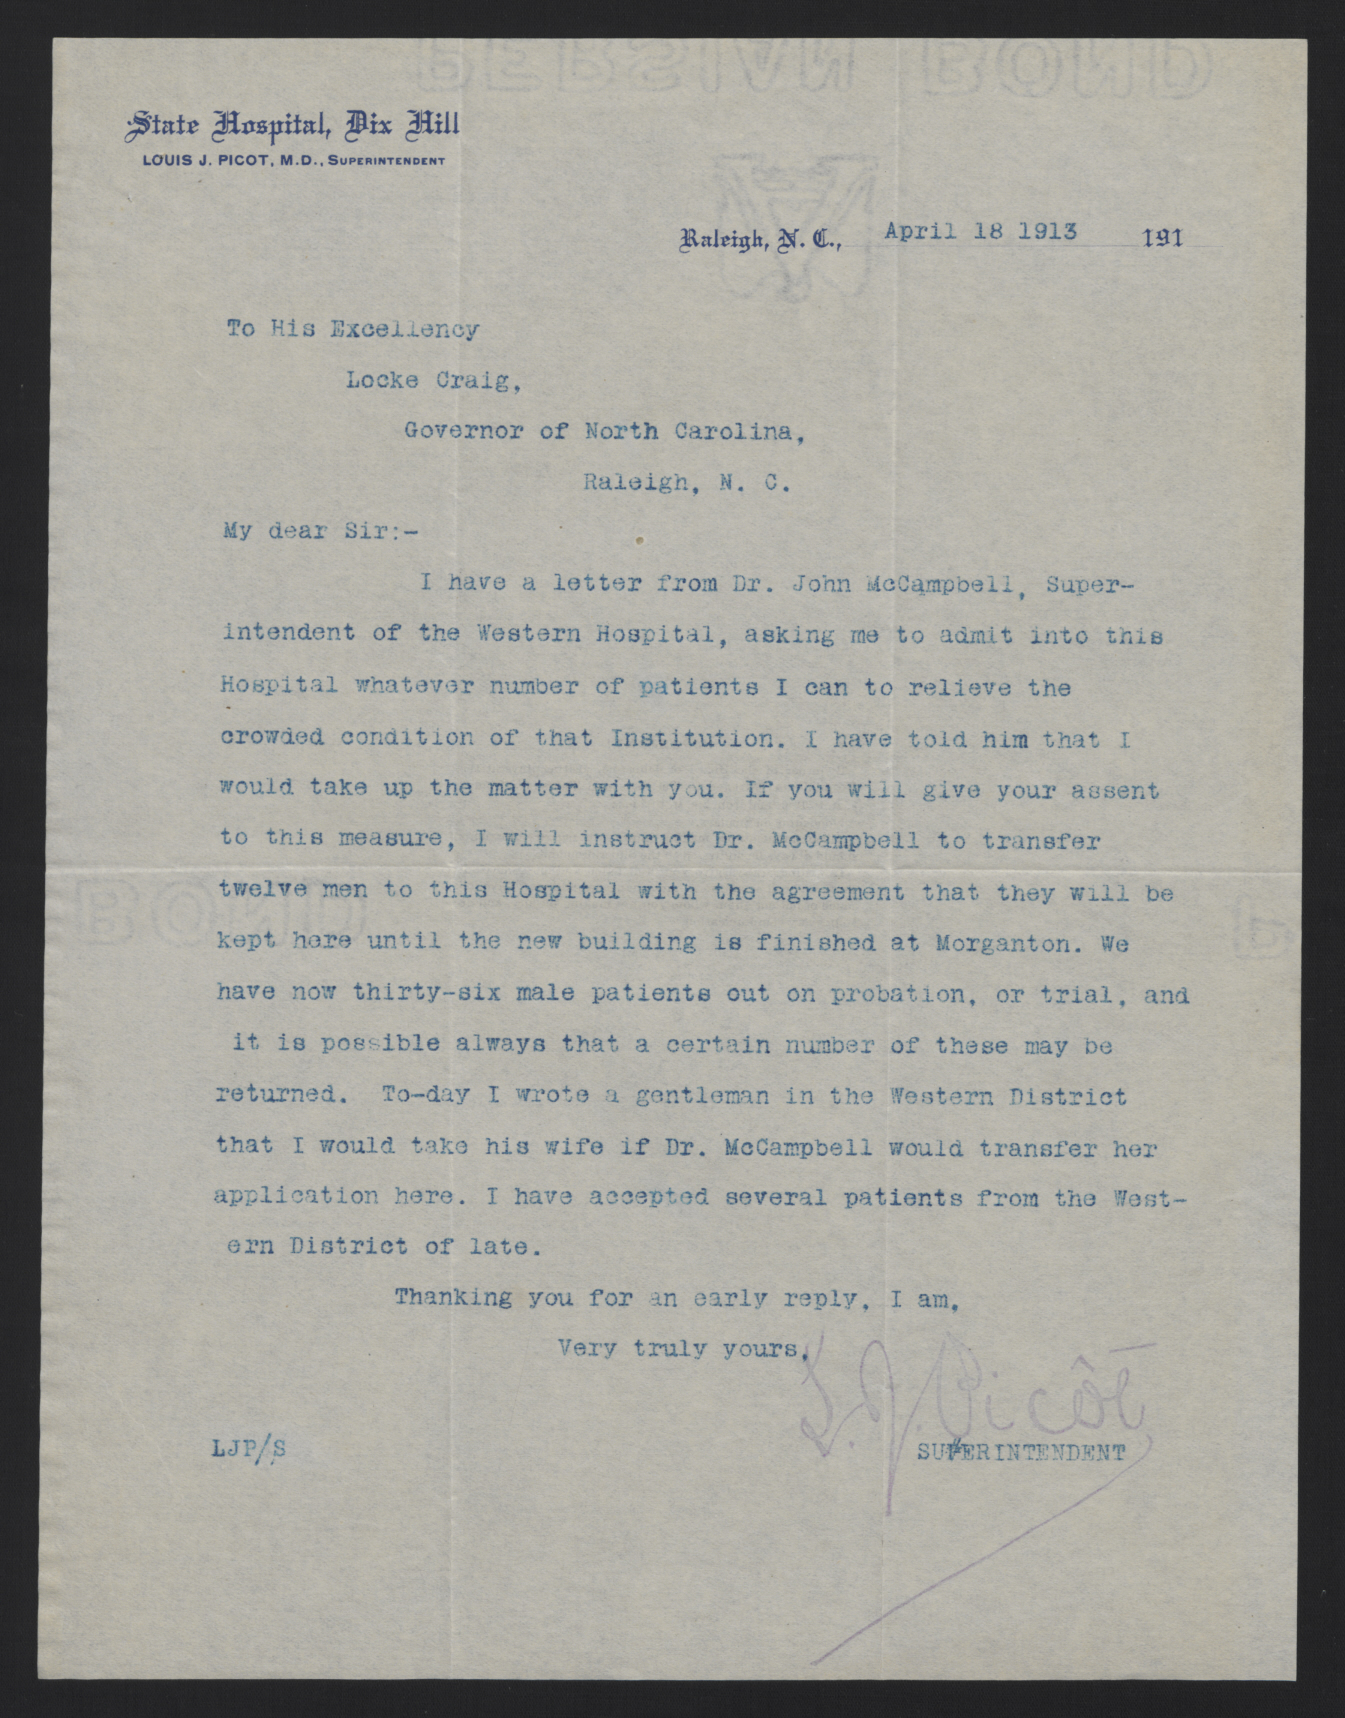 PERSIAN BOND
State Hospital, Dix Hill
LOUIS J. PICOT, M.D., SUPERINTENDENT
Raleigh, N. C., April 18 1913 191
To His Excellency
Locke Craig,
Governor of North Carolina,
Raleigh, N. C.
My dear Sir:-
I have a letter from Dr. John McCampbell, Super-
intendent of the Western Hospital, asking me to admit into this
Hospital whatever number of patients I can to relieve the
crowded condition of that Institution. I have told him that I
would take up the matter with you. If you will give your assent
to this measure, I will instruct Dr. McCampbell to transfer
twelve men to this Hospital with the agreement that they will be
kept here until the new building is finished at Morganton. We
have now thirty-six male patients out on probation, or trial, and
it is possible always that a certain number of these may be
returned. To-day I wrote a gentleman in the Western District
that I would take his wife if Dr. McCampbell would transfer her
application here. I have accepted several patients from the West-
ern District of late.
Thanking you for an early reply, I am,
Very truly yours,
L. J. Picot
LJP/S
SUPERINTENDENT